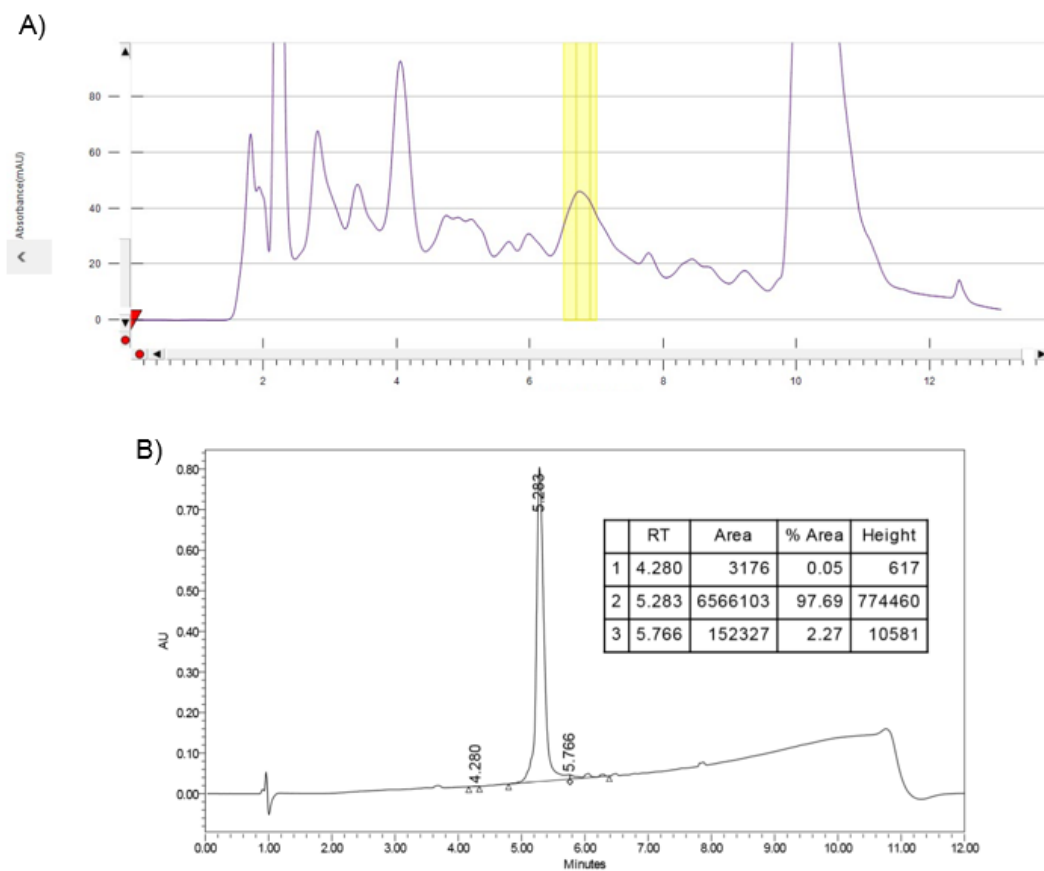 A)
Absorbance(mAU)
80
60
40
20
0
2 4 6 8 10 12
B)
AU
0.80
0.70
0.60
0.50
0.40
0.30
0.20
0.10
0.00
5.283
4.280
5.766
RT Area % Area Height
1 4.280 3176 0.05 617
2 5.283 6566103 97.69 774460
3 5.766 152327 2.27 10581
0.00 1.00 2.00 3.00 4.00 5.00 6.00 7.00 8.00 9.00 10.00 11.00 12.00
Minutes